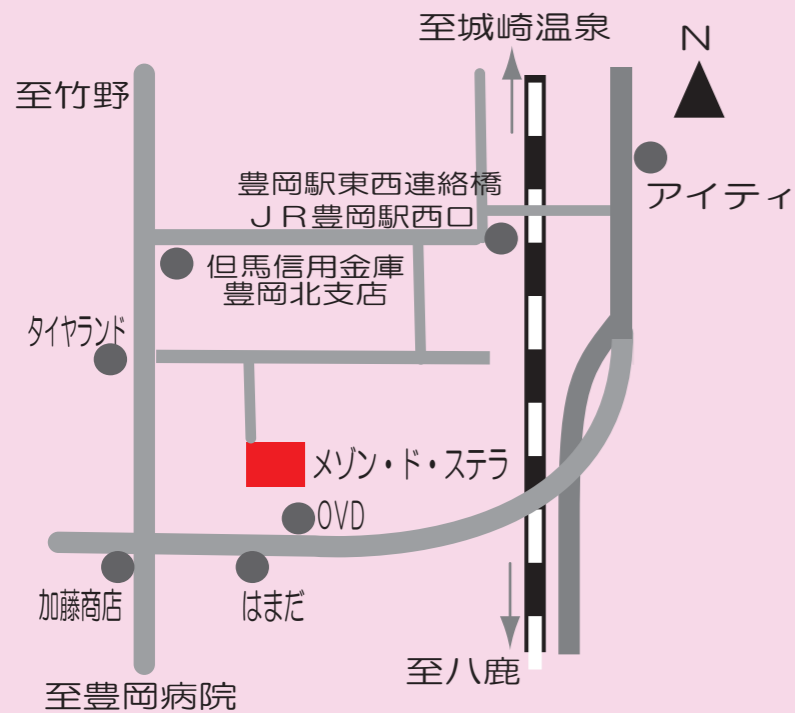 至城崎温泉
N
至竹野
豊岡駅東西連絡橋
JR豊岡駅西口
アイティ
但馬信用金庫
豊岡北支店
タイヤランド
メゾン・ド・ステラ
OVD
加藤商店
はまだ
至八鹿
至豊岡病院